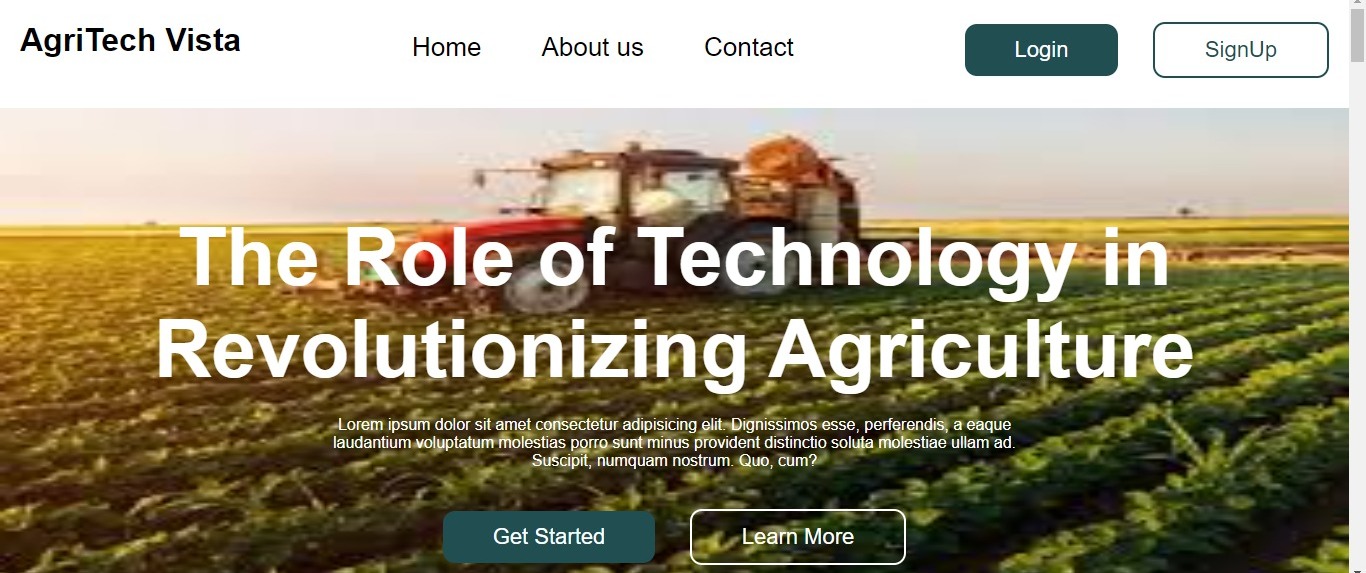 AgriTech Vista
Home About us Contact
Login SignUp
The Role of Technology in
Revolutionizing Agriculture
Lorem ipsum dolor sit amet consectetur adipisicing elit. Dignissimos esse, perferendis, a eaque
laudantium voluptatum molestias porro sunt minus provident distinctio soluta molestiae ullam ad.
Suscipit, numquam nostrum. Quo, cum?
Get Started Learn More